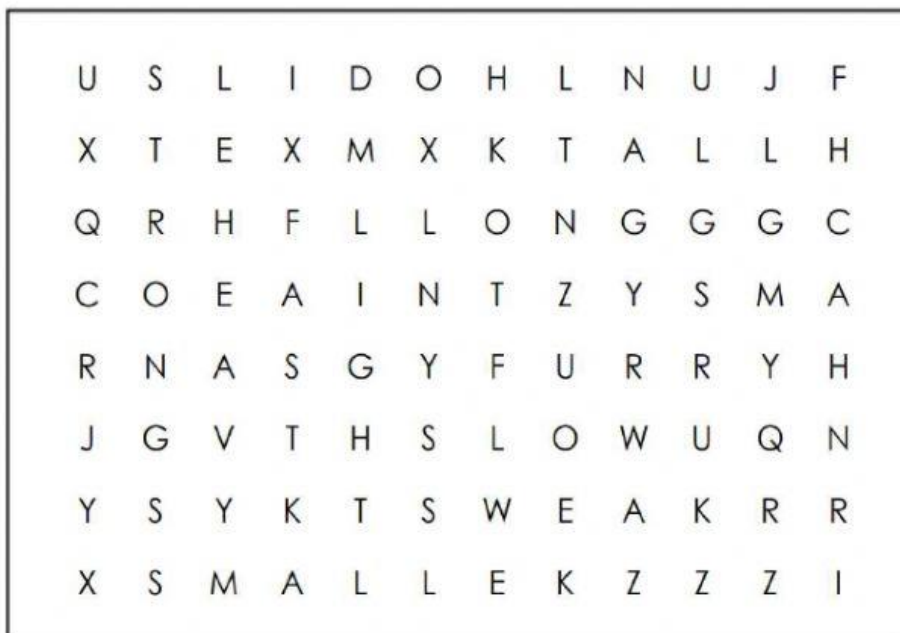 U S L I D O H L N U J F
X T E X M X K T A L L H
Q R H F L L O N G G G C
C O E A I N T Z Y S M A
R N A S G Y F U R R Y H
J G V T H S L O W U Q N
Y S Y K T S W E A K R R
X S M A L L E K Z Z Z I